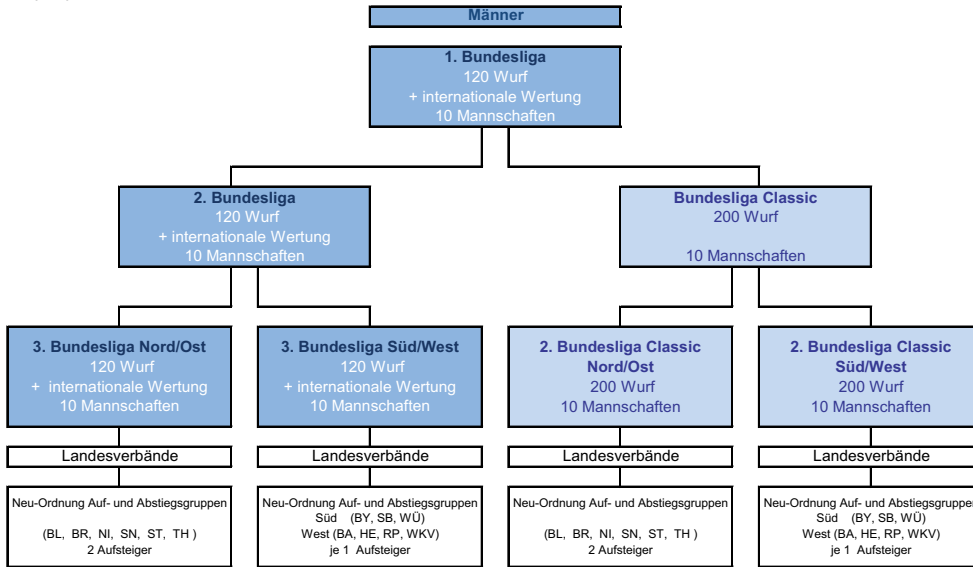 Männer
1. Bundesliga
120 Wurf
+ internationale Wertung
10 Mannschaften
2. Bundesliga
120 Wurf
+ internationale Wertung
10 Mannschaften
Bundesliga Classic
200 Wurf
10 Mannschaften
3. Bundesliga Nord/Ost
120 Wurf
+ internationale Wertung
10 Mannschaften
3. Bundesliga Süd/West
120 Wurf
+ internationale Wertung
10 Mannschaften
2. Bundesliga Classic
Nord/Ost
200 Wurf
10 Mannschaften
2. Bundesliga Classic
Süd/West
200 Wurf
10 Mannschaften
Landesverbände
Landesverbände
Landesverbände
Landesverbände
Neu-Ordnung Auf- und Abstiegsgruppen
(BL, BR, NI, SN, ST, TH )
2 Aufsteiger
Neu-Ordnung Auf- und Abstiegsgruppen
Süd (BY, SB, WÜ)
West (BA, HE, RP, WKV)
je 1 Aufsteiger
Neu-Ordnung Auf- und Abstiegsgruppen
(BL, BR, NI, SN, ST, TH )
2 Aufsteiger
Neu-Ordnung Auf- und Abstiegsgruppen
Süd (BY, SB, WÜ)
West (BA, HE, RP, WKV)
je 1 Aufsteiger